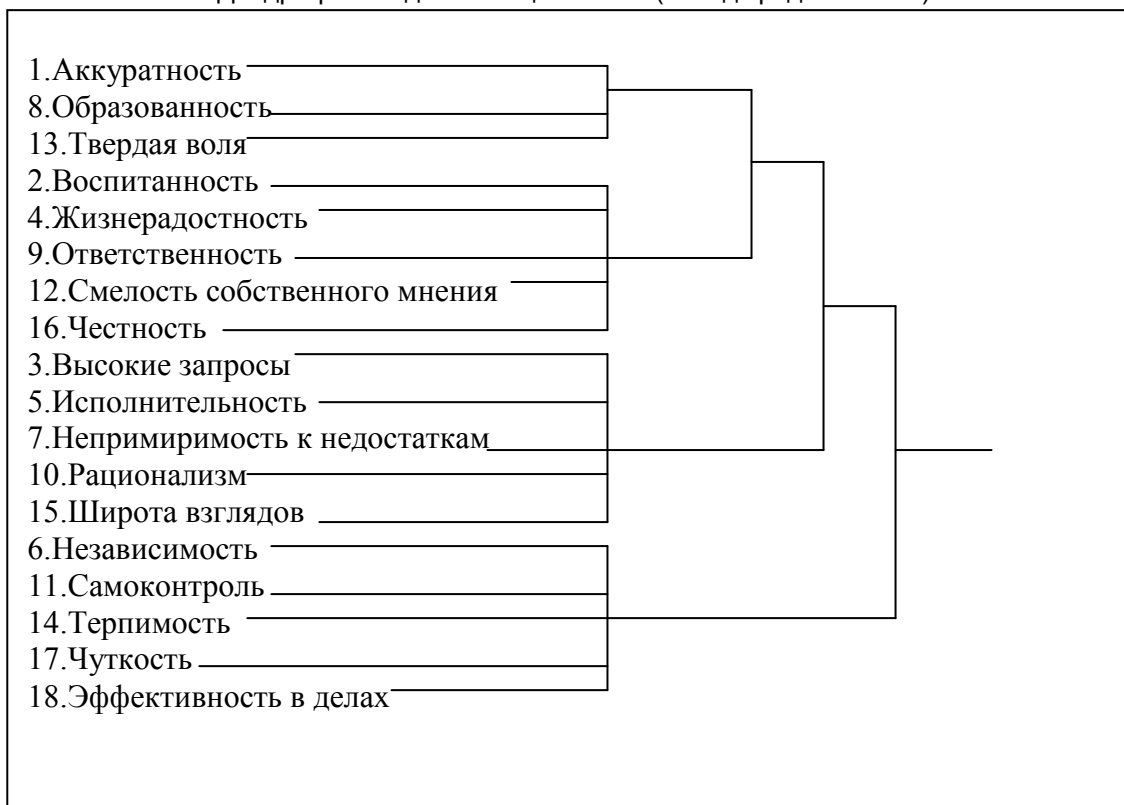 1.Аккуратность
8.Образованность
13.Твердая воля
2.Воспитанность
4.Жизнерадостность
9.Ответственность
12.Смелость собственного мнения
16.Честность
3.Высокие запросы
5.Исполнительность
7.Непримиримость к недостаткам
10.Рационализм
15.Широта взглядов
6.Независимость
11.Самоконтроль
14.Терпимость
17.Чуткость
18.Эффективность в делах